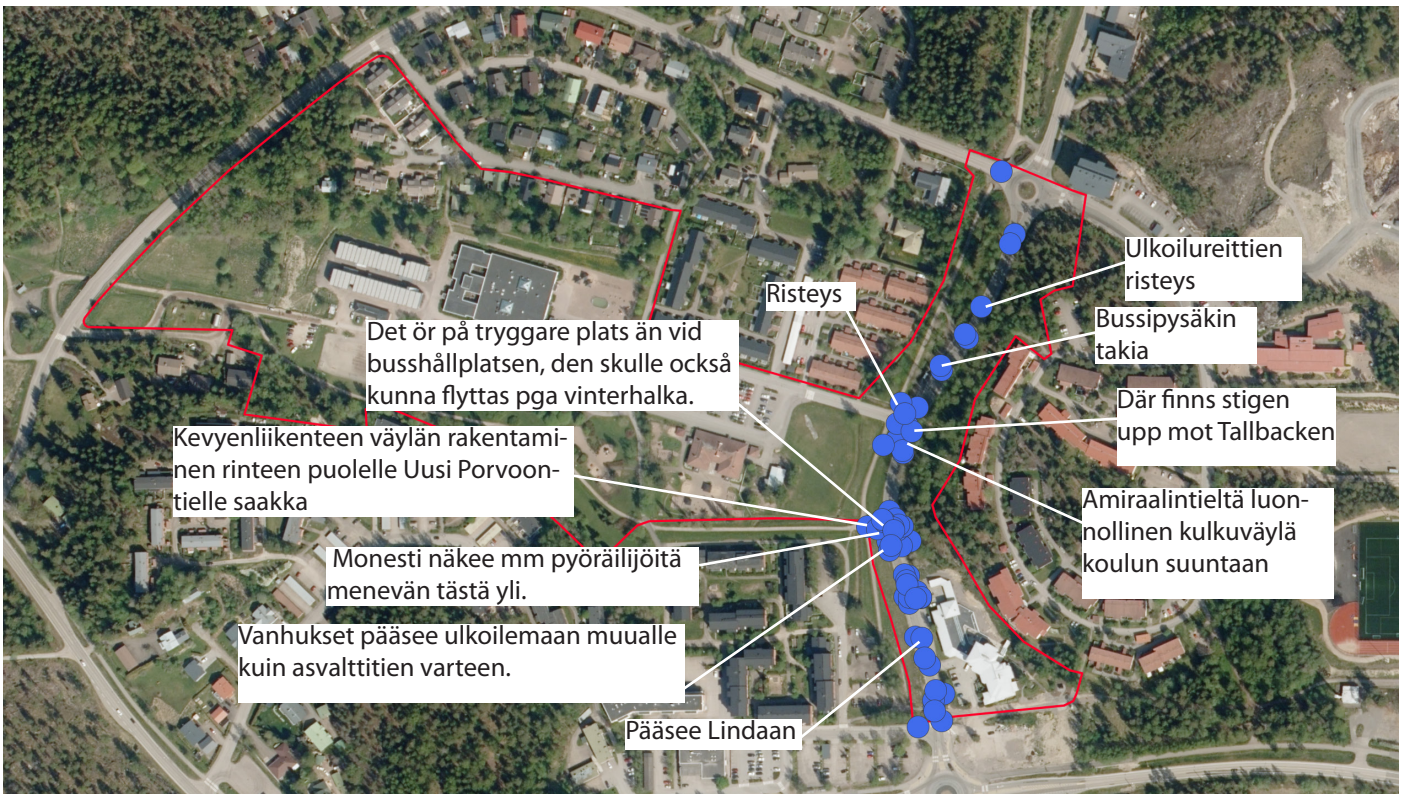 Ulkoilureittien
risteys
Risteys
Bussipysäkin
takia
Det ör på tryggare plats än vid
busshållplatsen, den skulle också
kunna flyttas pga vinterhalka.
Där finns stigen
upp mot Tallbacken
Kevyenliikenteen väylän rakentami-
nen rinteen puolelle Uusi Porvoon-
tielle saakka
Amiraalintieltä luon-
nollinen kulkuväylä
koulun suuntaan
Monesti näkee mm pyöräilijöitä
menevän tästä yli.
Vanhukset pääsee ulkoilemaan muualle
kuin asvalttitien varteen.
Pääsee Lindaan